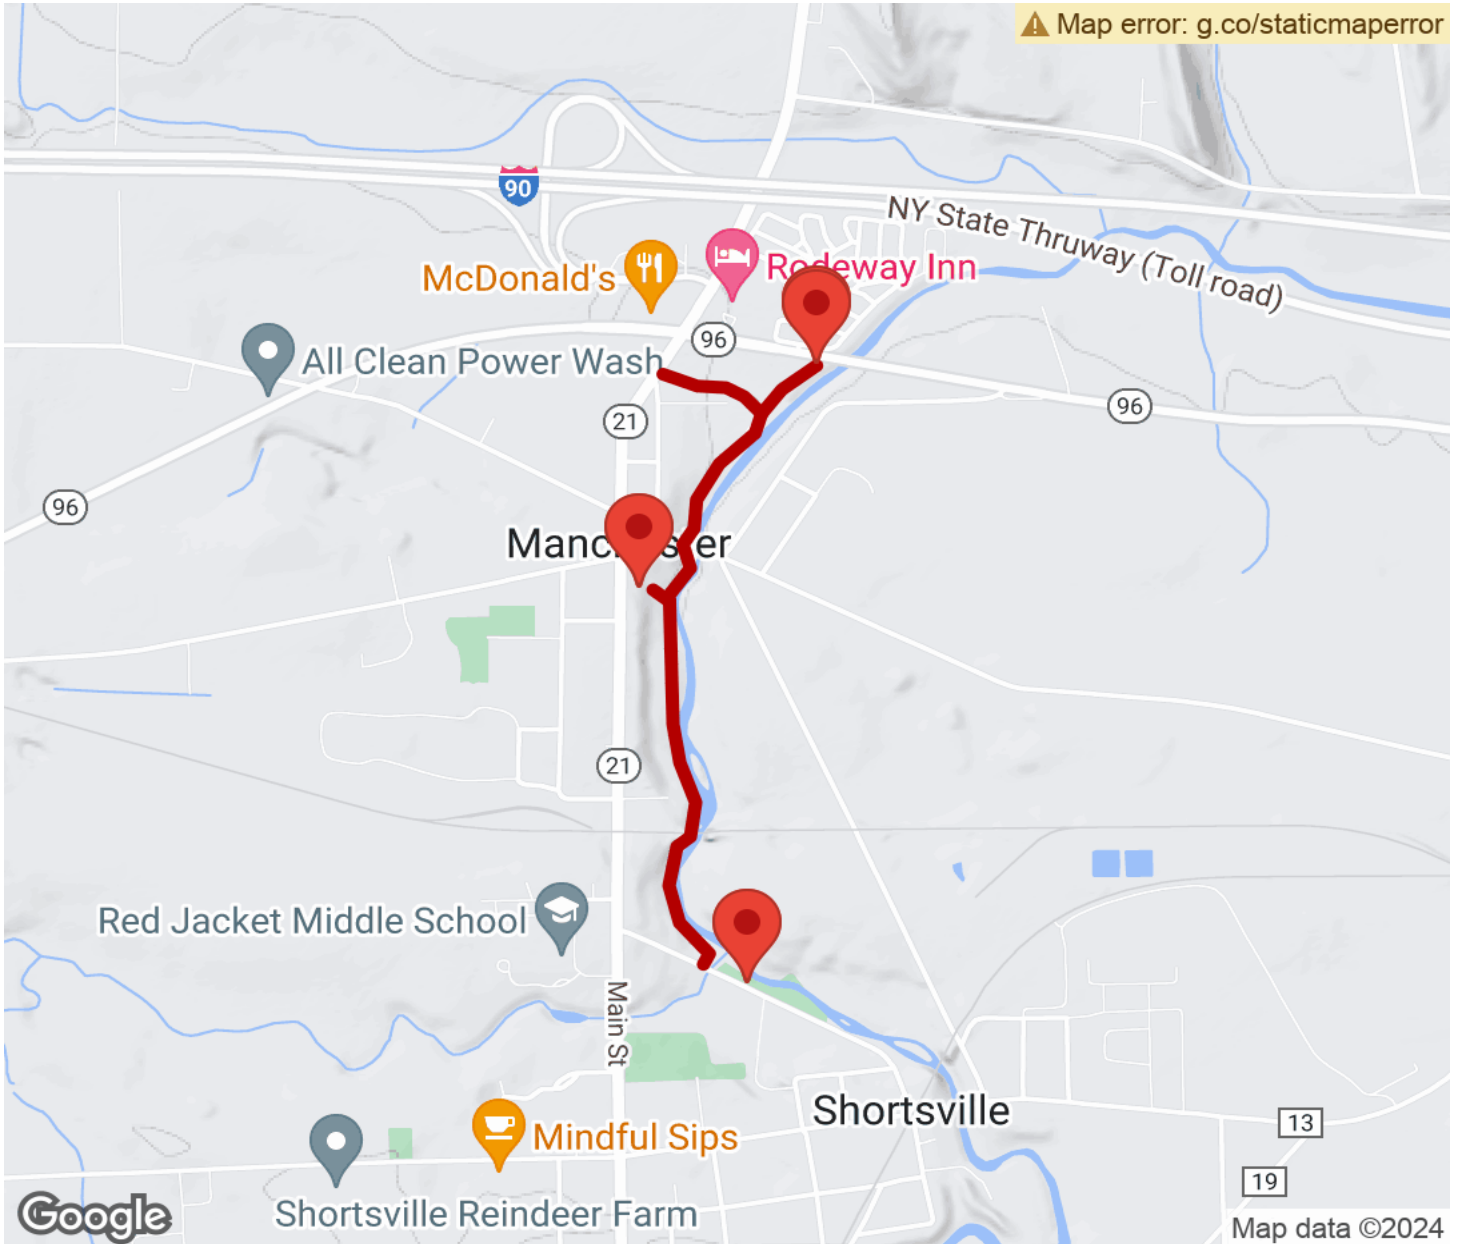 Map error: g.co/staticmaperror
90
NY State Thruway (Toll road)
McDonald's
Rodeway Inn
96
All Clean Power Wash
21
96
96
Manchester
21
Red Jacket Middle School
Main St
Shortsville
13
Mindful Sips
19
Shortsville Reindeer Farm
Google
Map data ©2024